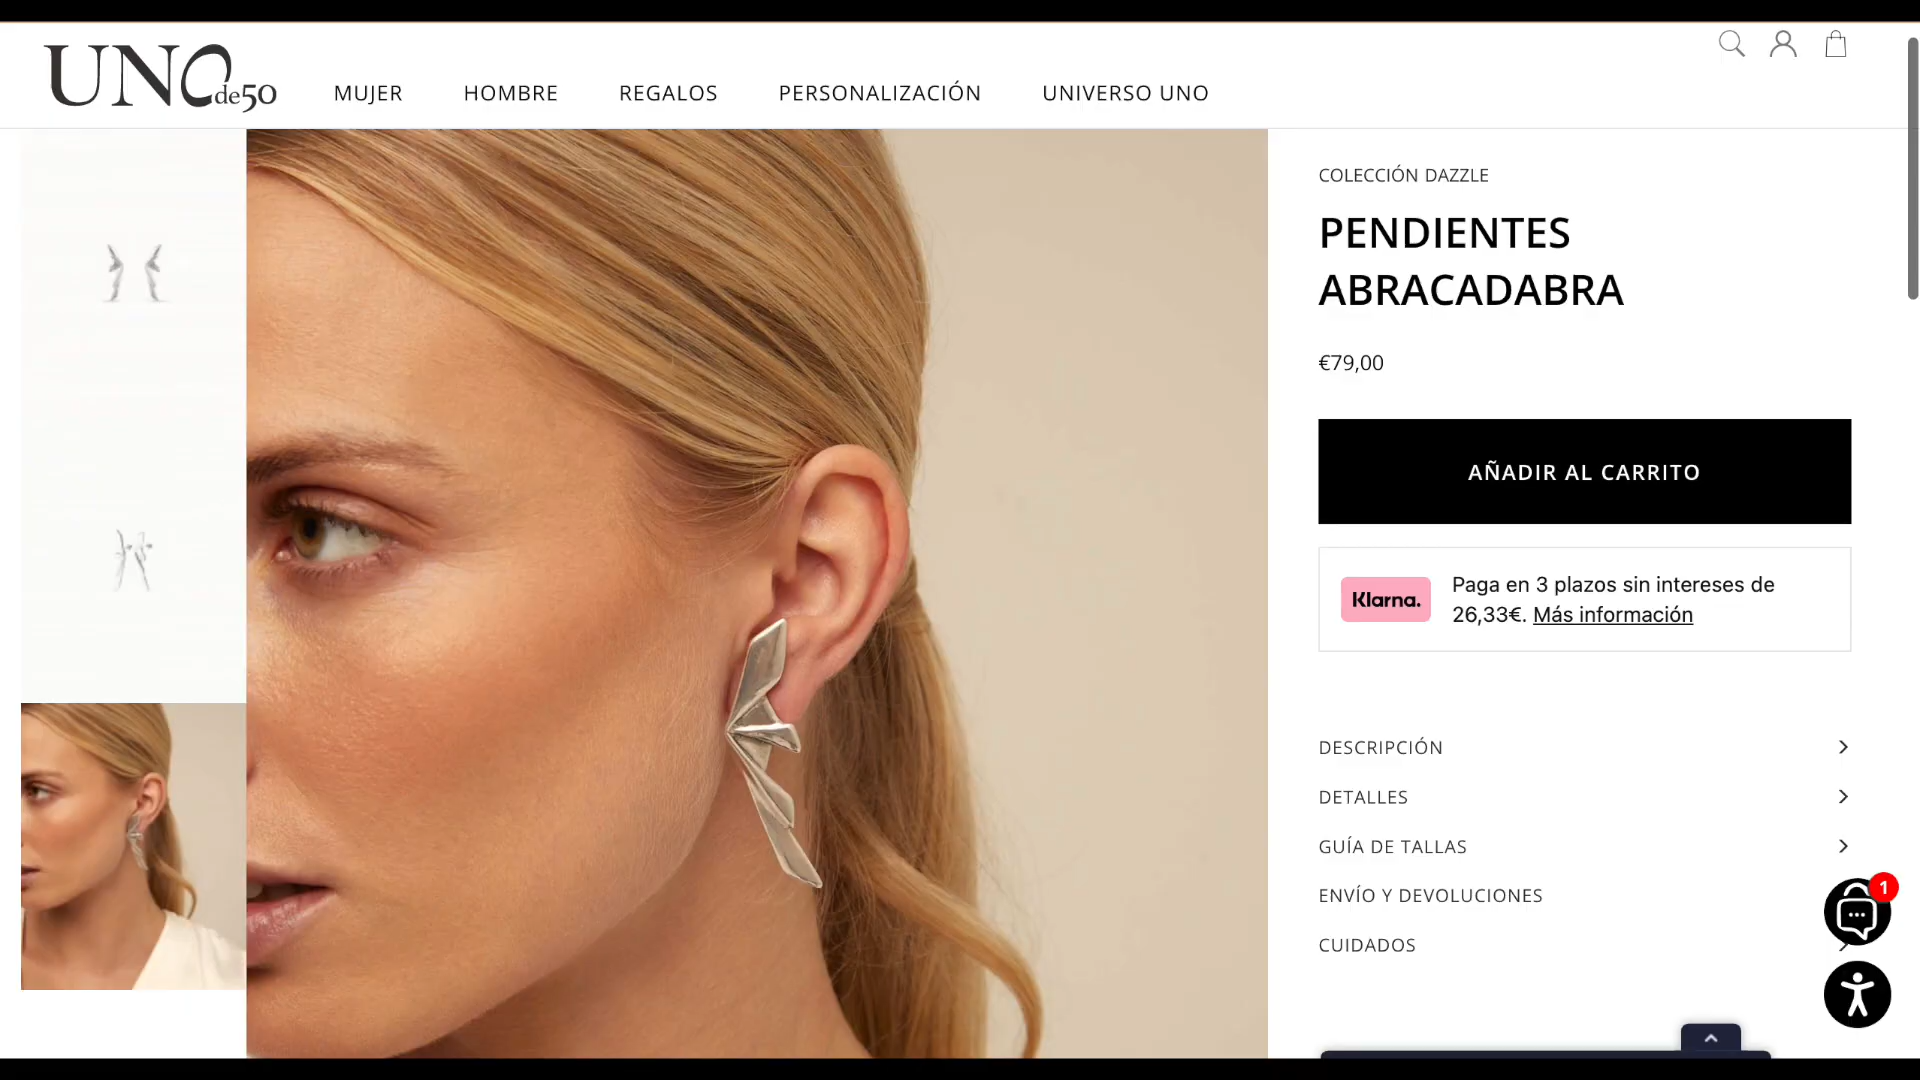 UNOde50
MUJER
HOMBRE
REGALOS
PERSONALIZACIÓN
UNIVERSO UNO
COLECCIÓN DAZZLE
PENDIENTES
ABRACADABRA
€79,00
AÑADIR AL CARRITO
Klarna.
Paga en 3 plazos sin intereses de
26,33€. Más información
DESCRIPCIÓN
DETALLES
GUÍA DE TALLAS
ENVÍO Y DEVOLUCIONES
CUIDADOS
1